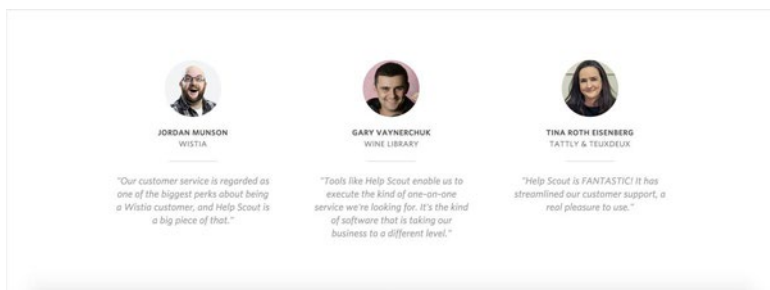 JORDAN MUNSON
WISTIA
"Our customer service is regarded as
one of the biggest perks about being
a Wistia customer, and Help Scout is
a big piece of that."
GARY VAYNERCHUK
WINE LIBRARY
"Tools like Help Scout enable us to
execute the kind of one-on-one
service we're looking for. It's the kind
of software that is taking our
business to a different level."
TINA ROTH EISENBERG
TATTLY & TEUXDEUX
"Help Scout is FANTASTIC! It has
streamlined our customer support, a
real pleasure to use."